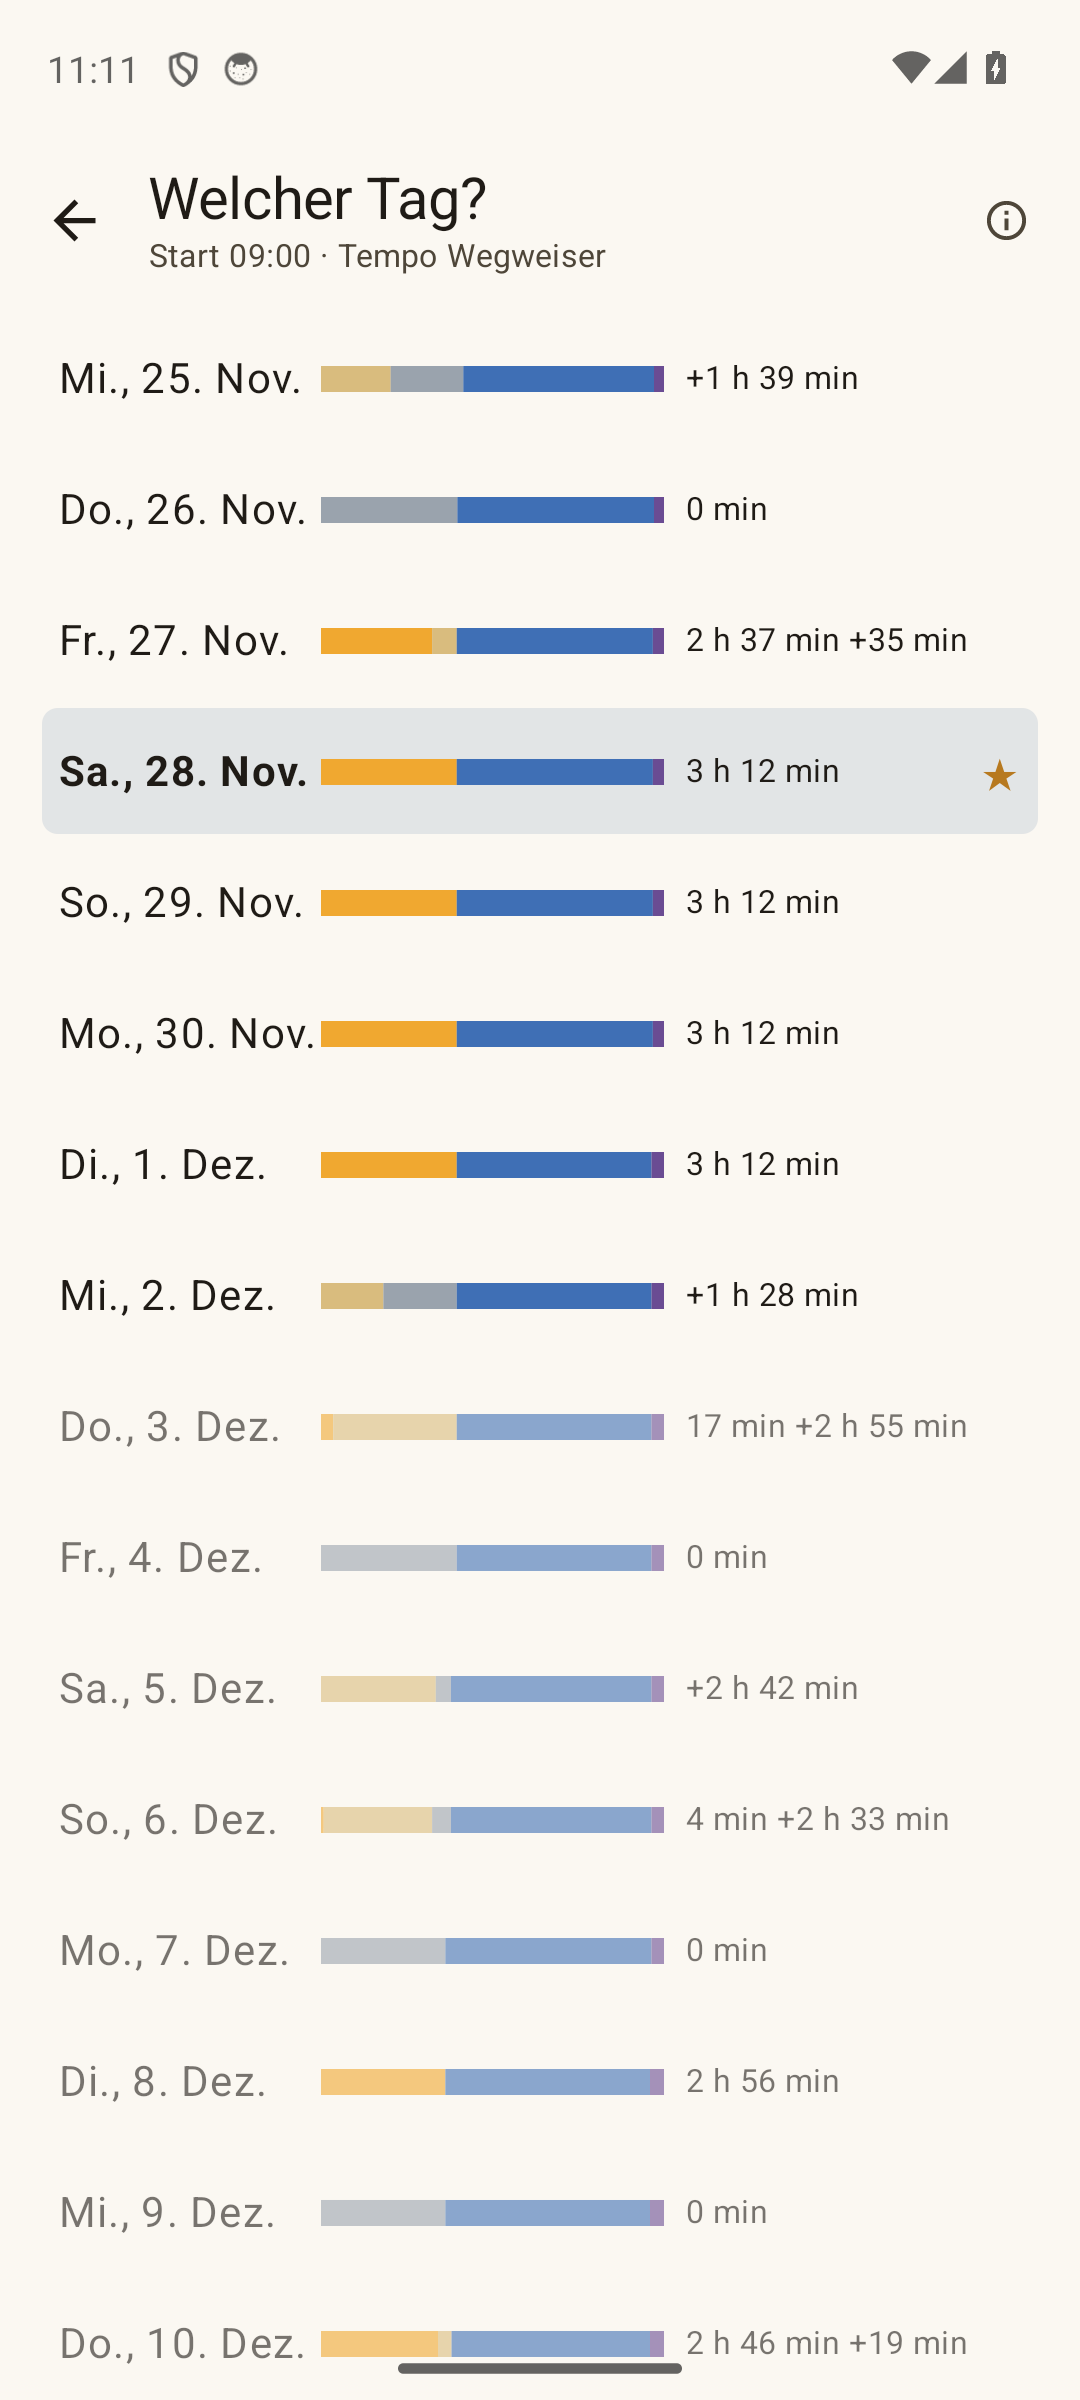 11:11
Welcher Tag?
Start 09:00 · Tempo Wegweiser
Mi., 25. Nov. +1 h 39 min
Do., 26. Nov. 0 min
Fr., 27. Nov. 2 h 37 min +35 min
Sa., 28. Nov. 3 h 12 min
So., 29. Nov. 3 h 12 min
Mo., 30. Nov. 3 h 12 min
Di., 1. Dez. 3 h 12 min
Mi., 2. Dez. +1 h 28 min
Do., 3. Dez. 17 min +2 h 55 min
Fr., 4. Dez. 0 min
Sa., 5. Dez. +2 h 42 min
So., 6. Dez. 4 min +2 h 33 min
Mo., 7. Dez. 0 min
Di., 8. Dez. 2 h 56 min
Mi., 9. Dez. 0 min
Do., 10. Dez. 2 h 46 min +19 min